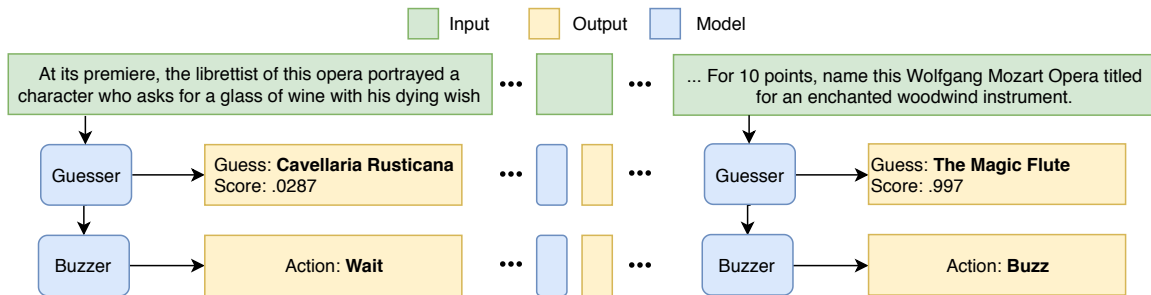 Input
Output
Model
At its premiere, the librettist of this opera portrayed a
character who asks for a glass of wine with his dying wish
•••
•••
... For 10 points, name this Wolfgang Mozart Opera titled
for an enchanted woodwind instrument.
Guesser
Guess: Cavellaria Rusticana
Score: .0287
•••
•••
Guesser
Guess: The Magic Flute
Score: .997
Buzzer
Action: Wait
•••
•••
Buzzer
Action: Buzz